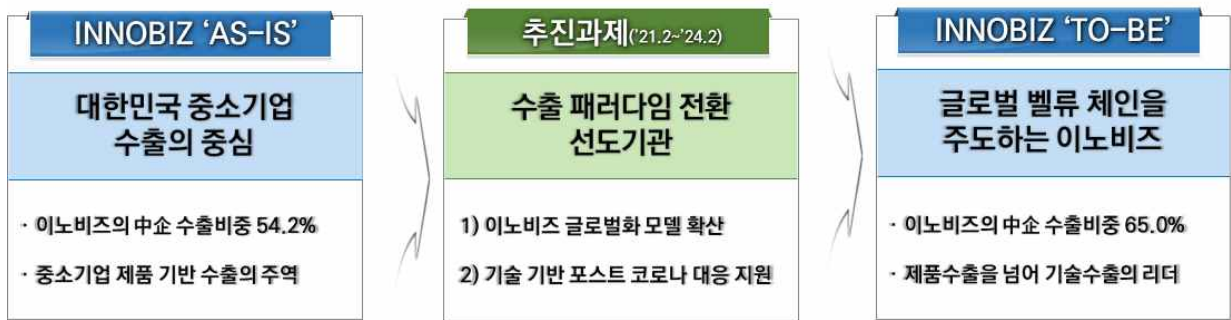 INNOBIZ ‘AS-IS’
대한민국 중소기업
수출의 중심
· 이노비즈의 中企 수출비중 54.2%
· 중소기업 제품 기반 수출의 주역
추진과제('21.2~'24.2)
수출 패러다임 전환
선도기관
1) 이노비즈 글로벌화 모델 확산
2) 기술 기반 포스트 코로나 대응 지원
INNOBIZ ‘TO-BE’
글로벌 벨류 체인을
주도하는 이노비즈
· 이노비즈의 中企 수출비중 65.0%
· 제품수출을 넘어 기술수출의 리더